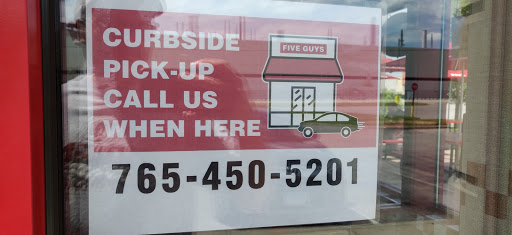 CURBSIDE
PICK-UP
CALL US
WHEN HERE
FIVE GUYS
765-450-5201